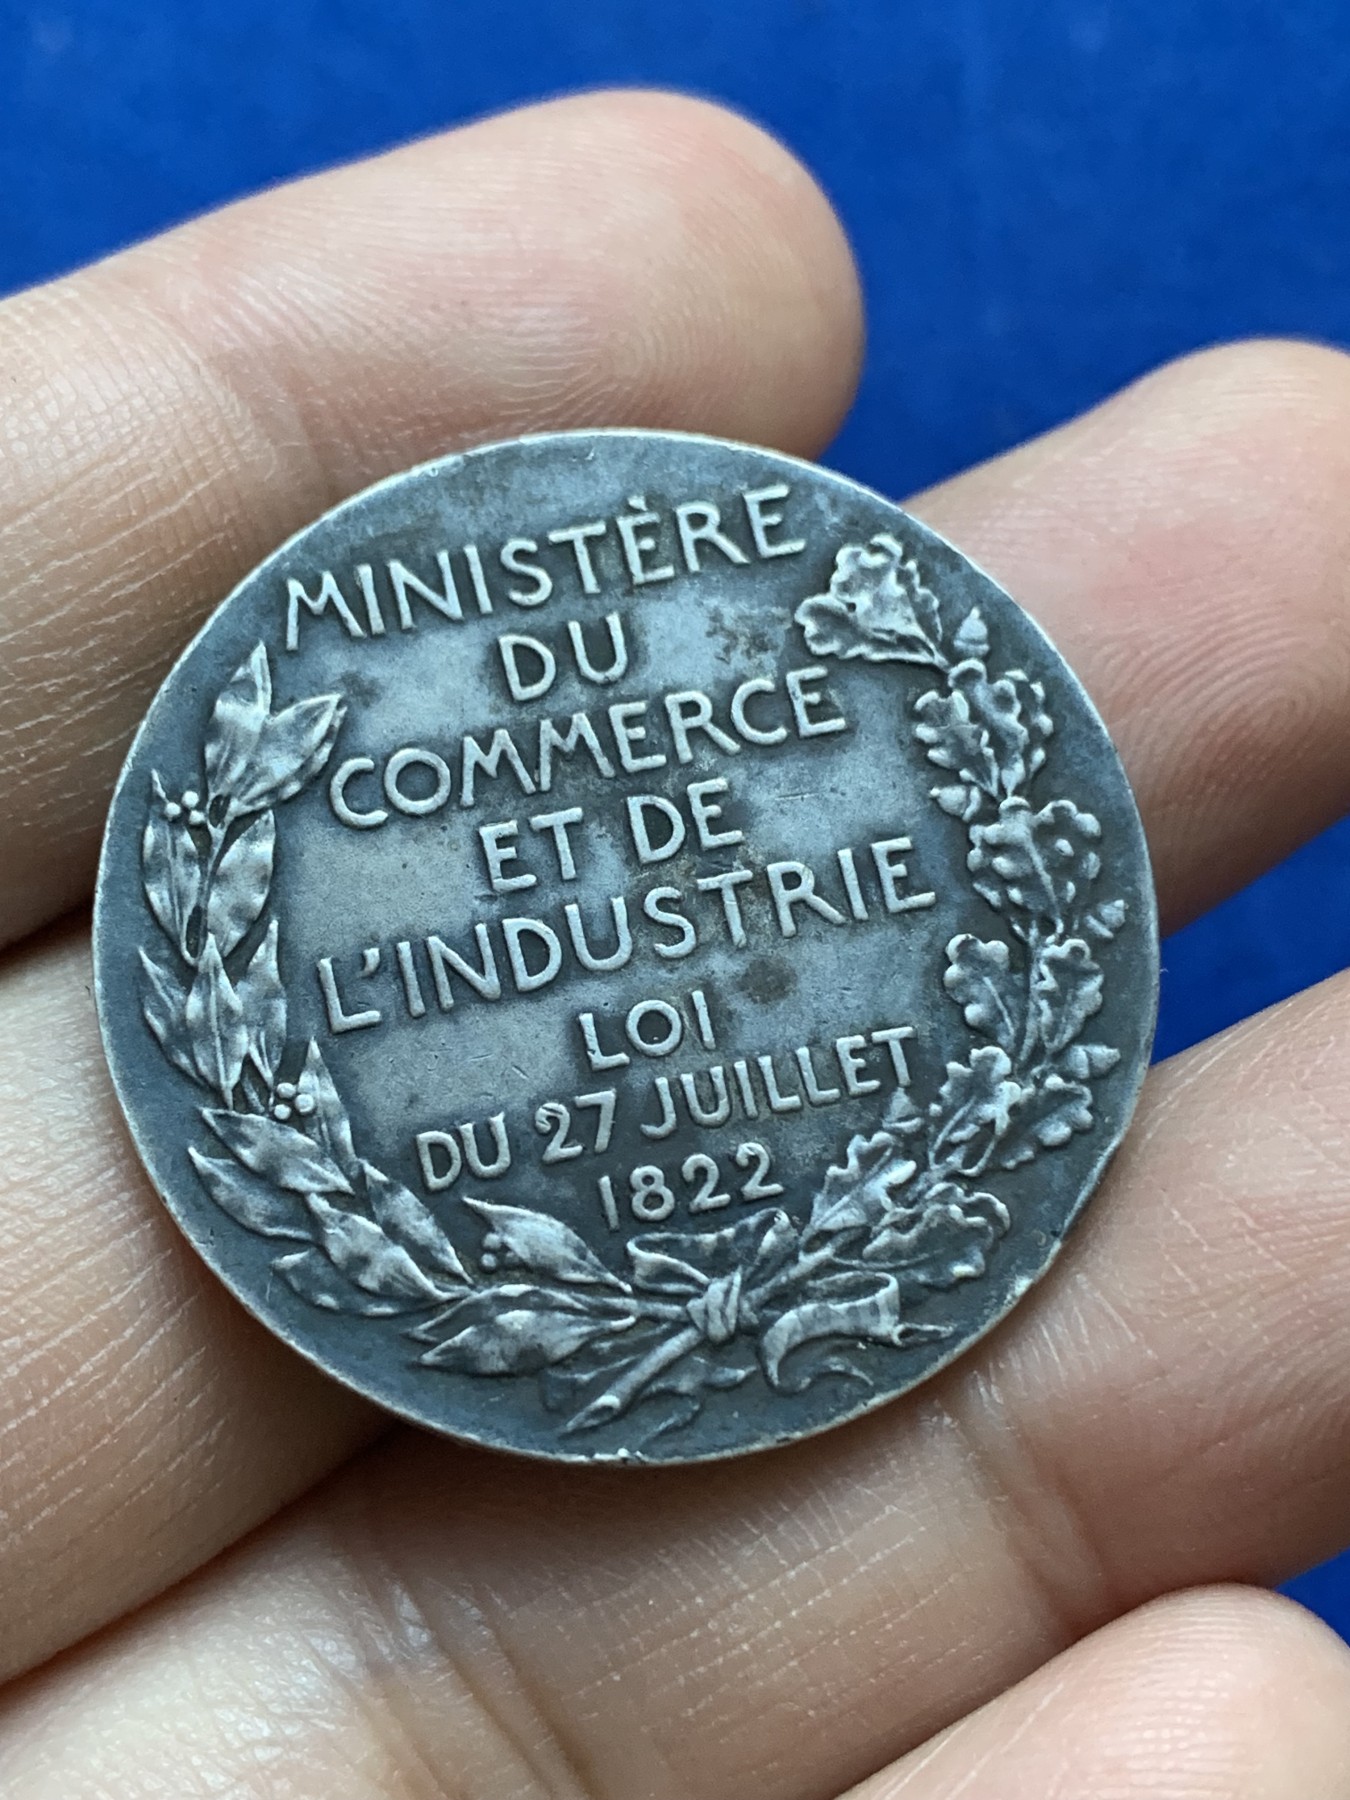 MINISTÈRE
DU
COMMERCE
ET DE
L'INDUSTRIE
LOI
DU 27 JUILLET
1822